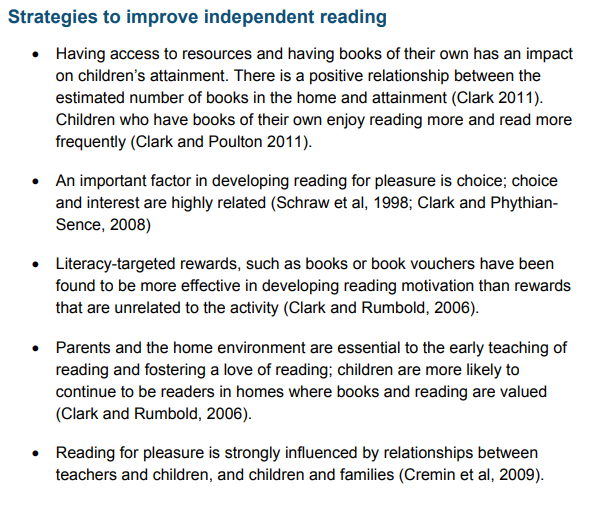 Strategies to improve independent reading
• Having access to resources and having books of their own has an impact
on children’s attainment. There is a positive relationship between the
estimated number of books in the home and attainment (Clark 2011).
Children who have books of their own enjoy reading more and read more
frequently (Clark and Poulton 2011).
• An important factor in developing reading for pleasure is choice; choice
and interest are highly related (Schraw et al, 1998; Clark and Phythian-
Sence, 2008)
• Literacy-targeted rewards, such as books or book vouchers have been
found to be more effective in developing reading motivation than rewards
that are unrelated to the activity (Clark and Rumbold, 2006).
• Parents and the home environment are essential to the early teaching of
reading and fostering a love of reading; children are more likely to
continue to be readers in homes where books and reading are valued
(Clark and Rumbold, 2006).
• Reading for pleasure is strongly influenced by relationships between
teachers and children, and children and families (Cremin et al, 2009).